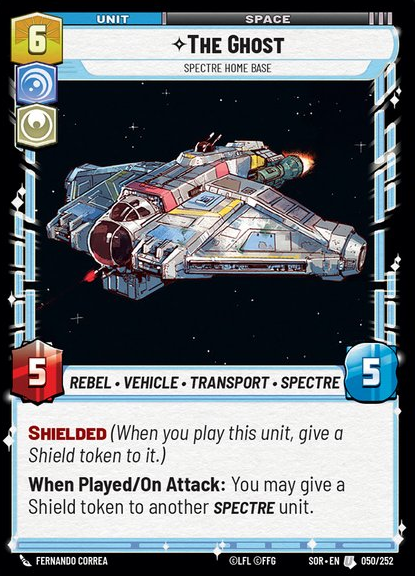 UNIT
SPACE
6
✧THE GHOST
SPECTRE HOME BASE
5
REBEL • VEHICLE • TRANSPORT • SPECTRE
5
SHIELDED (When you play this unit, give a
Shield token to it.)
When Played/On Attack: You may give a
Shield token to another SPECTRE unit.
FERNANDO CORREA
©LFL ©FFG
SOR • EN U 050/252